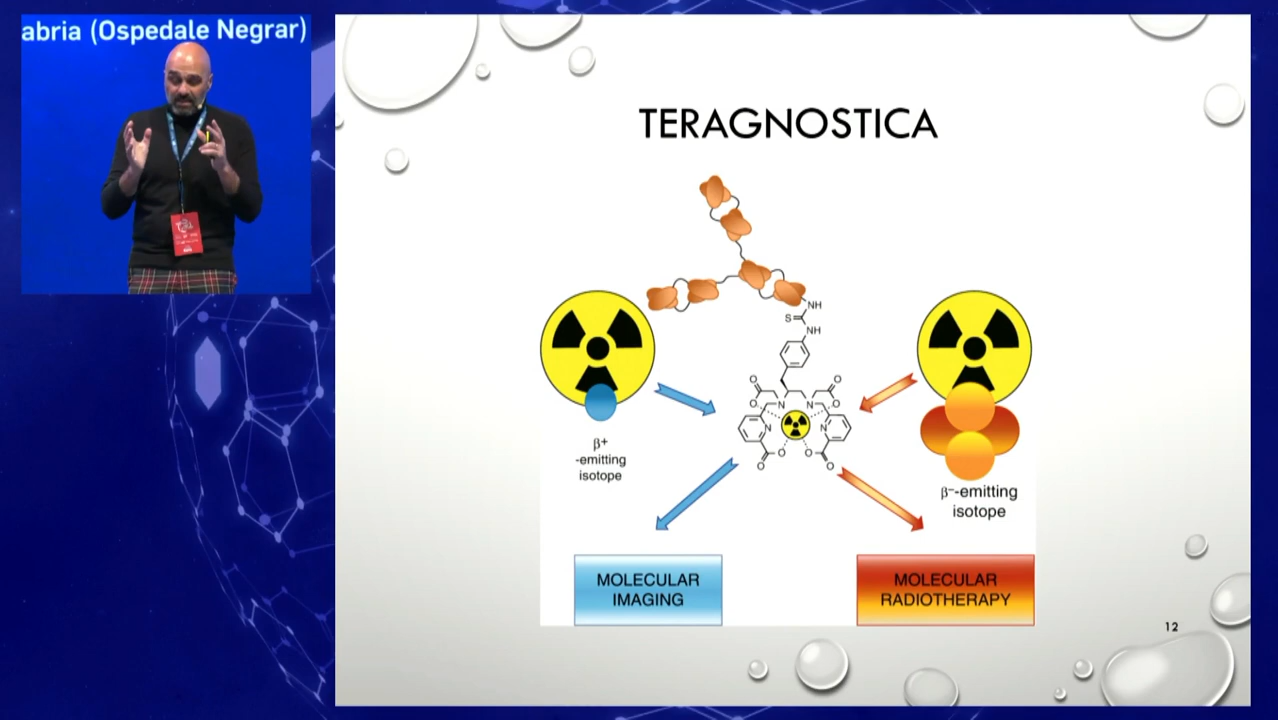 abria (Ospedale Negrar)
TERAGNOSTICA
NH
S
NH
O
O
O
O
N
N
N
N
O
O
O
O
β+
-emitting
isotope
β–-emitting
isotope
MOLECULAR
IMAGING
MOLECULAR
RADIOTHERAPY
12